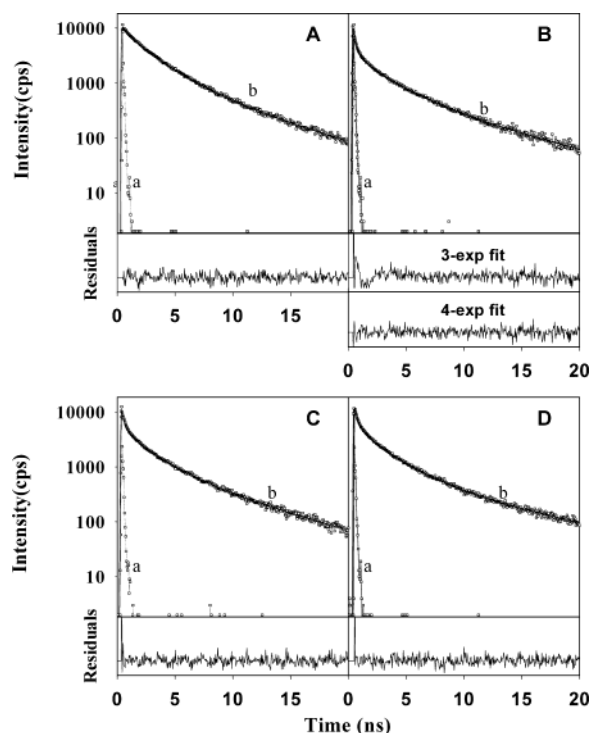 A
B
Intensity(cps)
10000
1000
100
10
b
b
a
a
a
Residuals
3-exp fit
4-exp fit
0 5 10 15 0 5 10 15 20
C
D
Intensity(cps)
10000
1000
100
10
b
b
a
a
Residuals
0 5 10 15 0 5 10 15 20
Time (ns)